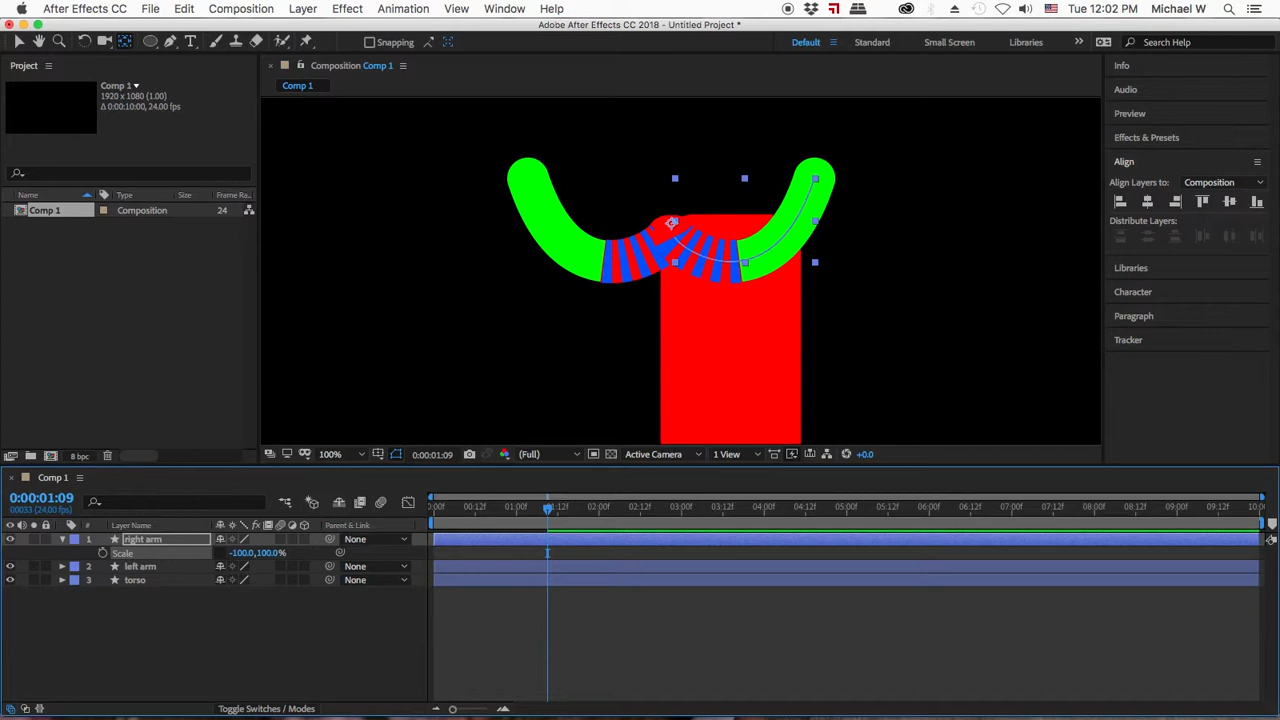 After Effects CC File Edit Composition Layer Effect Animation View Window Help Tue 12:02 PM Michael W
Adobe After Effects CC 2018 - Untitled Project *
Snapping Default Standard Small Screen Libraries Search Help
Project
Comp 1
1920 x 1080 (1.00)
Δ 0:00:10:00, 24.00 fps
Name Type Size Frame Ra
Comp 1 Composition 24
8 bpc
Composition Comp 1
Comp 1
100% 0:00:01:09 (Full) Active Camera 1 View +0.0
Info
Audio
Preview
Effects & Presets
Align
Align Layers to: Composition
Distribute Layers:
Libraries
Character
Paragraph
Tracker
Comp 1
0:00:01:09
00033 (24.00 fps)
# Layer Name Parent & Link
1 right arm None
Scale -100.0,100.0%
2 left arm None
3 torso None
0:00f 00:12f 01:00f 01:12f 02:00f 02:12f 03:00f 03:12f 04:00f 04:12f 05:00f 05:12f 06:00f 06:12f 07:00f 07:12f 08:00f 08:12f 09:00f 09:12f 10:00
Toggle Switches / Modes